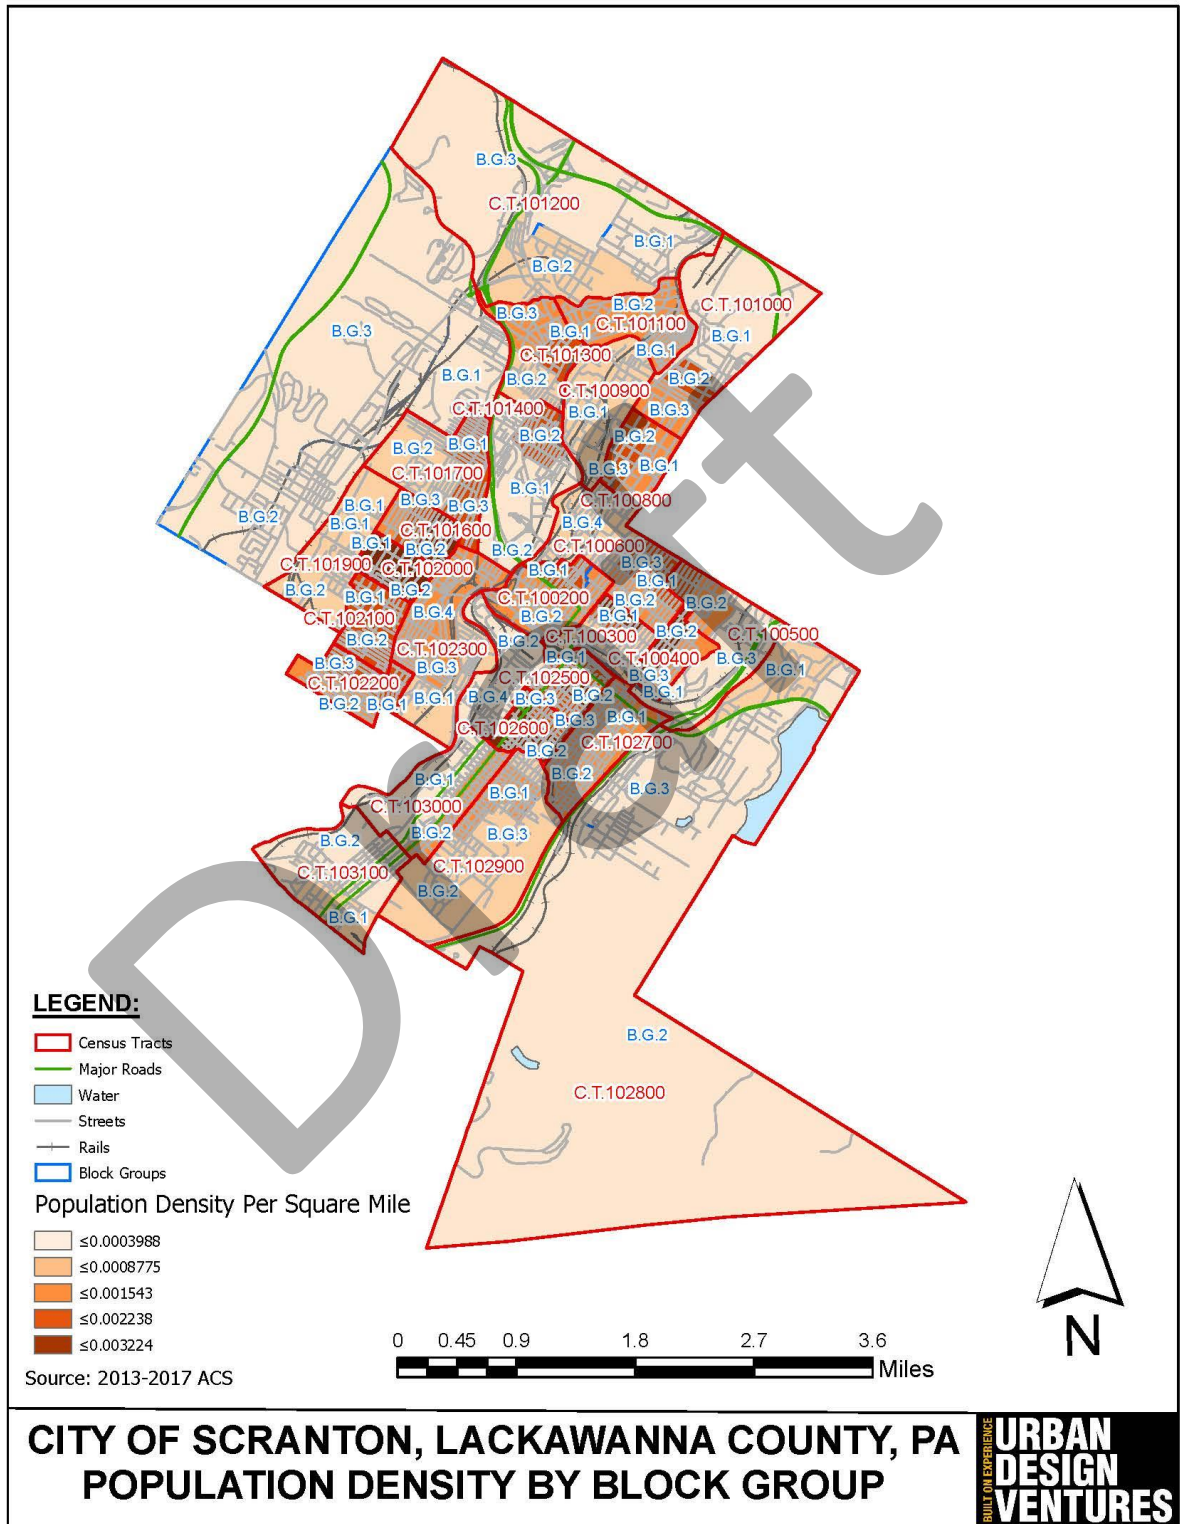 B.G.3
C.T.101200
B.G.1
B.G.2
B.G.3
B.G.2
C.T.101000
B.G.3
C.T.101100
B.G.1
B.G.1
B.G.1
C.T.101300
B.G.1
B.G.2
B.G.2
C.T.100900
C.T.101400
B.G.1
B.G.3
B.G.2
B.G.2
B.G.1
B.G.2
C.T.101700
B.G.3
B.G.1
B.G.1
C.T.100800
B.G.1
B.G.3
B.G.3
B.G.2
B.G.1
C.T.101600
B.G.4
C.T.100600
B.G.1
B.G.2
B.G.2
C.T.101900
C.T.102000
B.G.1
B.G.3
B.G.1
B.G.2
B.G.2
B.G.1
C.T.100200
B.G.2
B.G.2
C.T.102100
B.G.4
B.G.2
B.G.1
C.T.100500
B.G.2
C.T.102300
B.G.2
C.T.100300
B.G.2
B.G.3
B.G.3
B.G.1
C.T.100400
B.G.3
B.G.1
C.T.102200
C.T.102500
B.G.3
B.G.2
B.G.1
B.G.1
B.G.4
B.G.3
B.G.2
B.G.1
C.T.102600
B.G.3
B.G.1
C.T.102700
B.G.2
B.G.1
B.G.2
B.G.3
C.T.103000
B.G.1
B.G.2
B.G.2
B.G.3
C.T.103100
C.T.102900
B.G.2
B.G.1
B.G.2
C.T.102800
Draft
LEGEND:
Census Tracts
Major Roads
Water
Streets
Rails
Block Groups
Population Density Per Square Mile
≤0.0003988
≤0.0008775
≤0.001543
≤0.002238
≤0.003224
Source: 2013-2017 ACS
0 0.45 0.9 1.8 2.7 3.6
Miles
N
CITY OF SCRANTON, LACKAWANNA COUNTY, PA
POPULATION DENSITY BY BLOCK GROUP
BUILT ON EXPERIENCE
URBAN
DESIGN
VENTURES